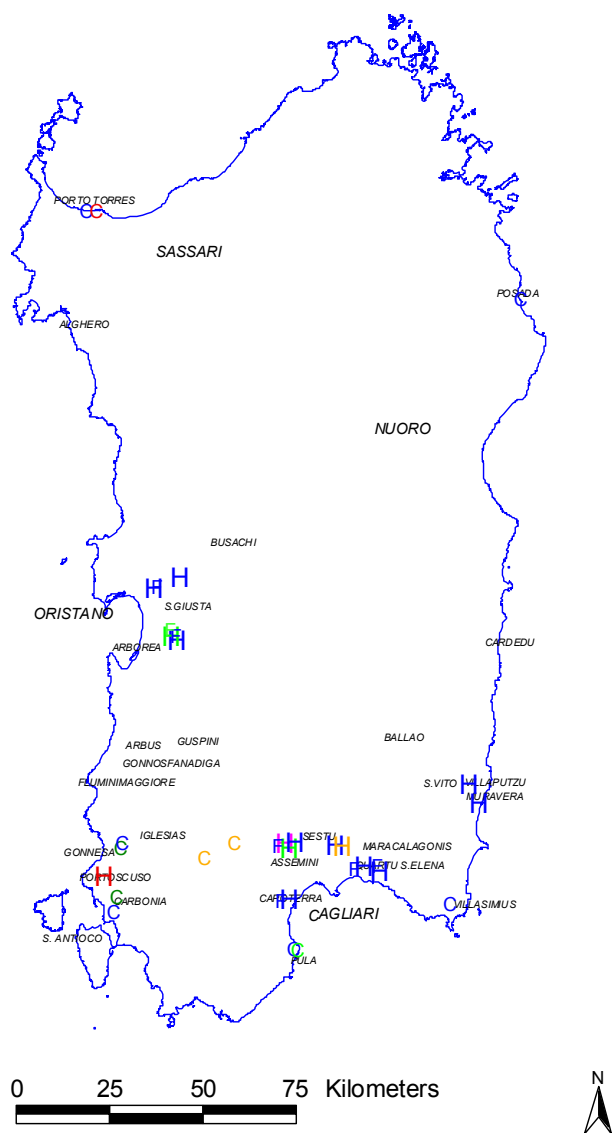 PORTO TORRES
C C
SASSARI
POSADA
C
ALGHERO
NUORO
BUSACHI
H
H
S.GIUSTA
ORISTANO
H H
CARDEDU
ARBOREA
BALLAO
GUSPINI
ARBUS
GONNOSFANADIGA
FLUMINIMAGGIORE
S.VITO H VILLAPUTZU
MURAVERA
H
IGLESIAS
SESTU
C C
C
H H H
H H
MARACALAGONIS
GONNESA
C
ASSEMINI
QUARTU S.ELENA
H H H
PORTOSCUSO
H
C
CARBONIA
CAPOTERRA
H H
C
VILLASIMIUS
C
CAGLIARI
S. ANTIOCO
C C
PULA
0 25 50 75 Kilometers
N